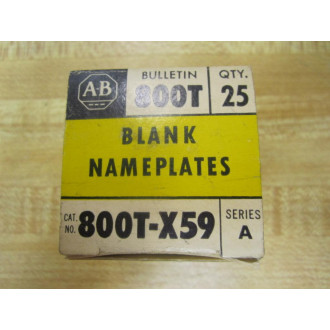 A-B
BULLETIN
800T
QTY.
25
BLANK
NAMEPLATES
CAT. NO. 800T-X59
SERIES
A